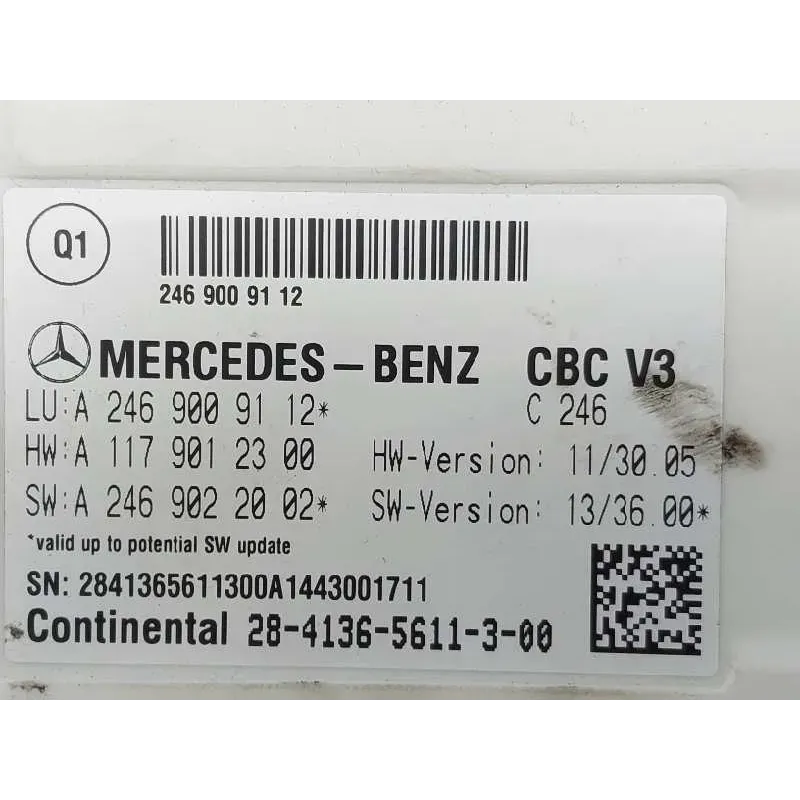 Q1
246 900 91 12
MERCEDES-BENZ CBC V3
LU:A 246 900 91 12* C 246
HW:A 117 901 23 00 HW-Version: 11/30.05
SW:A 246 902 20 02* SW-Version: 13/36.00*
*valid up to potential SW update
SN: 2841365611300A1443001711
Continental 28-4136-5611-3-00